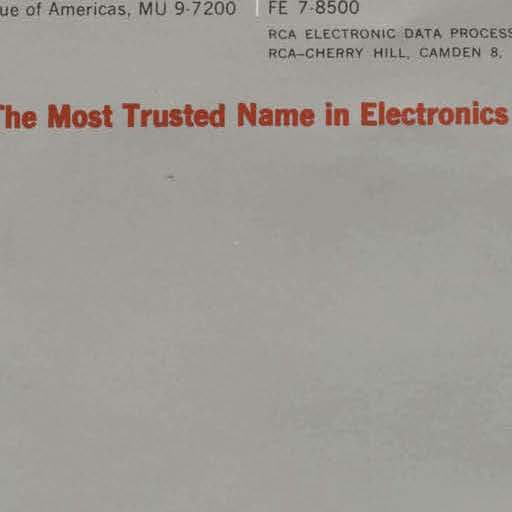 ue of Americas, MU 9-7200
FE 7-8500
RCA ELECTRONIC DATA PROCESS
RCA–CHERRY HILL, CAMDEN 8,
The Most Trusted Name in Electronics